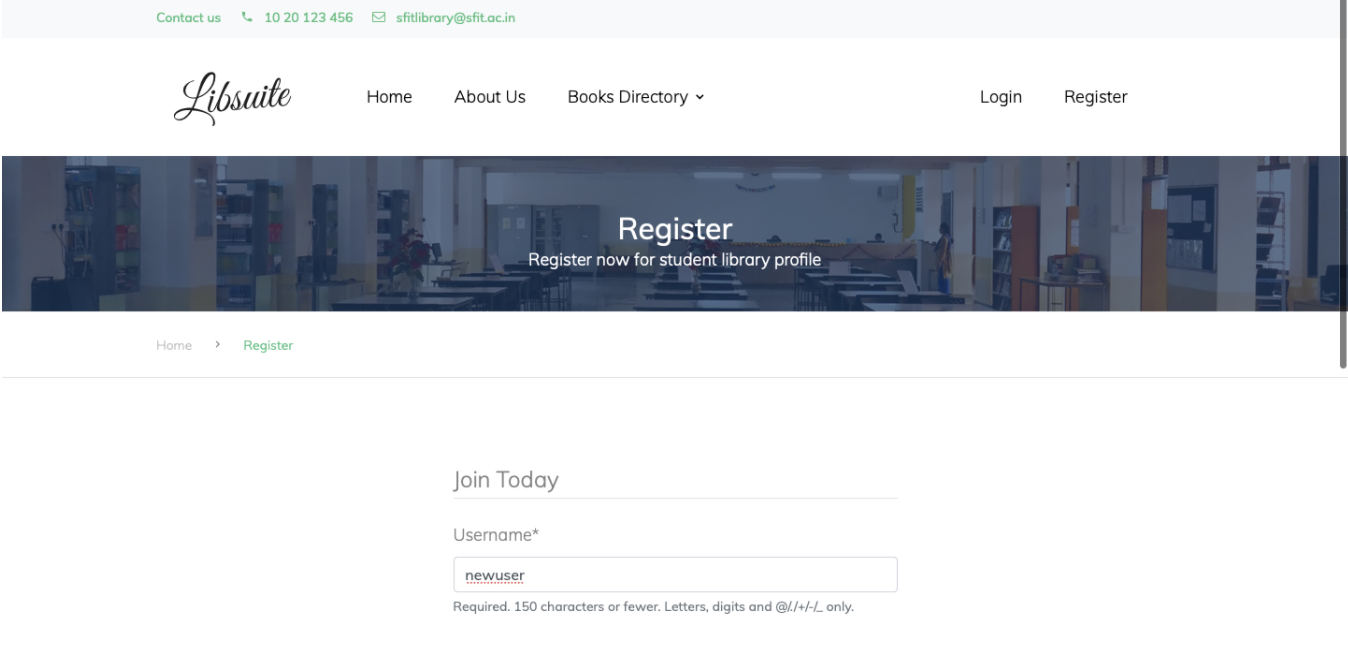 Contact us 10 20 123 456 sfitlibrary@sfit.ac.in
Libsuite Home About Us Books Directory Login Register
Register
Register now for student library profile
Home > Register
Join Today
Username*
newuser
Required. 150 characters or fewer. Letters, digits and @/./+/-/_ only.